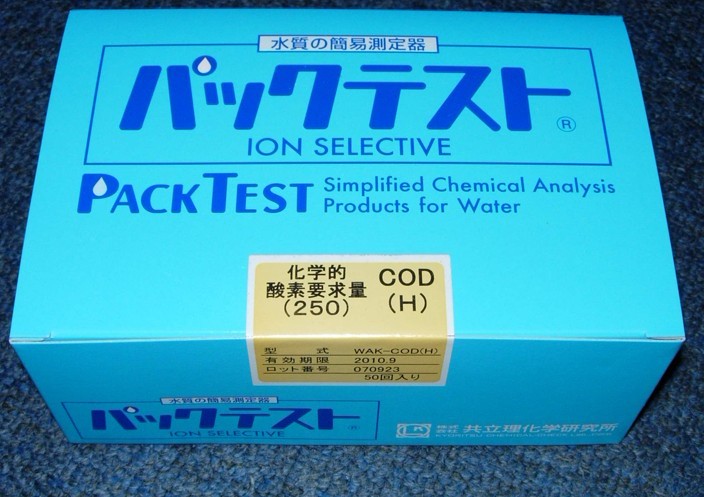 水質の簡易測定器
パックテスト®
ION SELECTIVE
PACKTEST
Simplified Chemical Analysis
Products for Water
化学的
酸素要求量
(250)
COD
(H)
型 式 WAK-COD(H)
有効期限 2010.9
ロット番号 070923
50回入り
水質の簡易測定器
パックテスト®
ION SELECTIVE
株式会社 共立理化学研究所